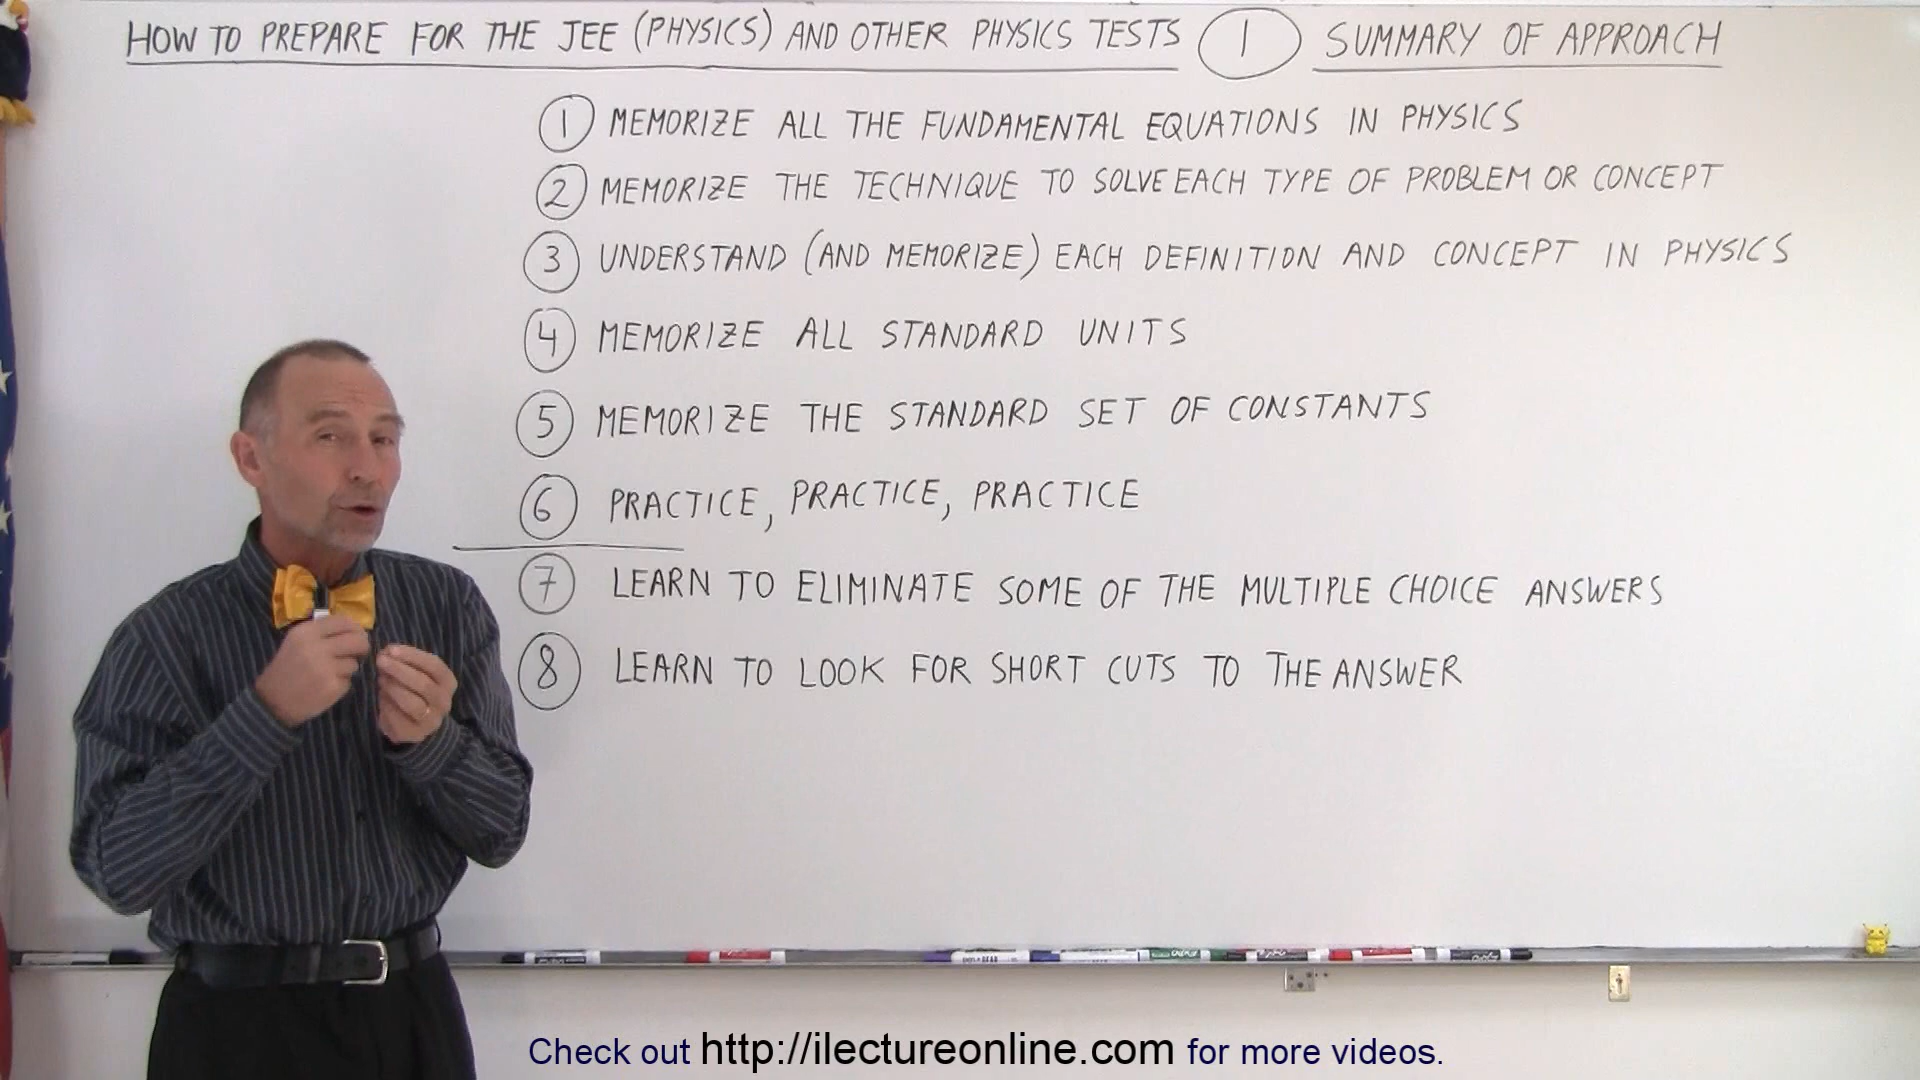 HOW TO PREPARE FOR THE JEE (PHYSICS) AND OTHER PHYSICS TESTS 1 SUMMARY OF APPROACH
1 MEMORIZE ALL THE FUNDAMENTAL EQUATIONS IN PHYSICS
2 MEMORIZE THE TECHNIQUE TO SOLVE EACH TYPE OF PROBLEM OR CONCEPT
3 UNDERSTAND (AND MEMORIZE) EACH DEFINITION AND CONCEPT IN PHYSICS
4 MEMORIZE ALL STANDARD UNITS
5 MEMORIZE THE STANDARD SET OF CONSTANTS
6 PRACTICE, PRACTICE, PRACTICE
7 LEARN TO ELIMINATE SOME OF THE MULTIPLE CHOICE ANSWERS
8 LEARN TO LOOK FOR SHORT CUTS TO THE ANSWER
Check out http://ilectureonline.com for more videos.